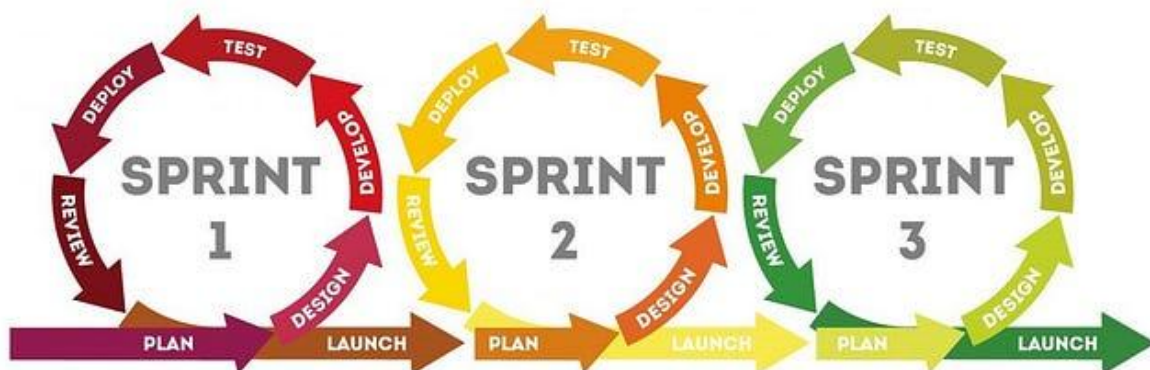 TEST
DEPLOY
DEVELOP
SPRINT
1
REVIEW
DESIGN
PLAN
LAUNCH
TEST
DEPLOY
DEVELOP
SPRINT
2
REVIEW
DESIGN
PLAN
LAUNCH
TEST
DEPLOY
DEVELOP
SPRINT
3
REVIEW
DESIGN
PLAN
LAUNCH